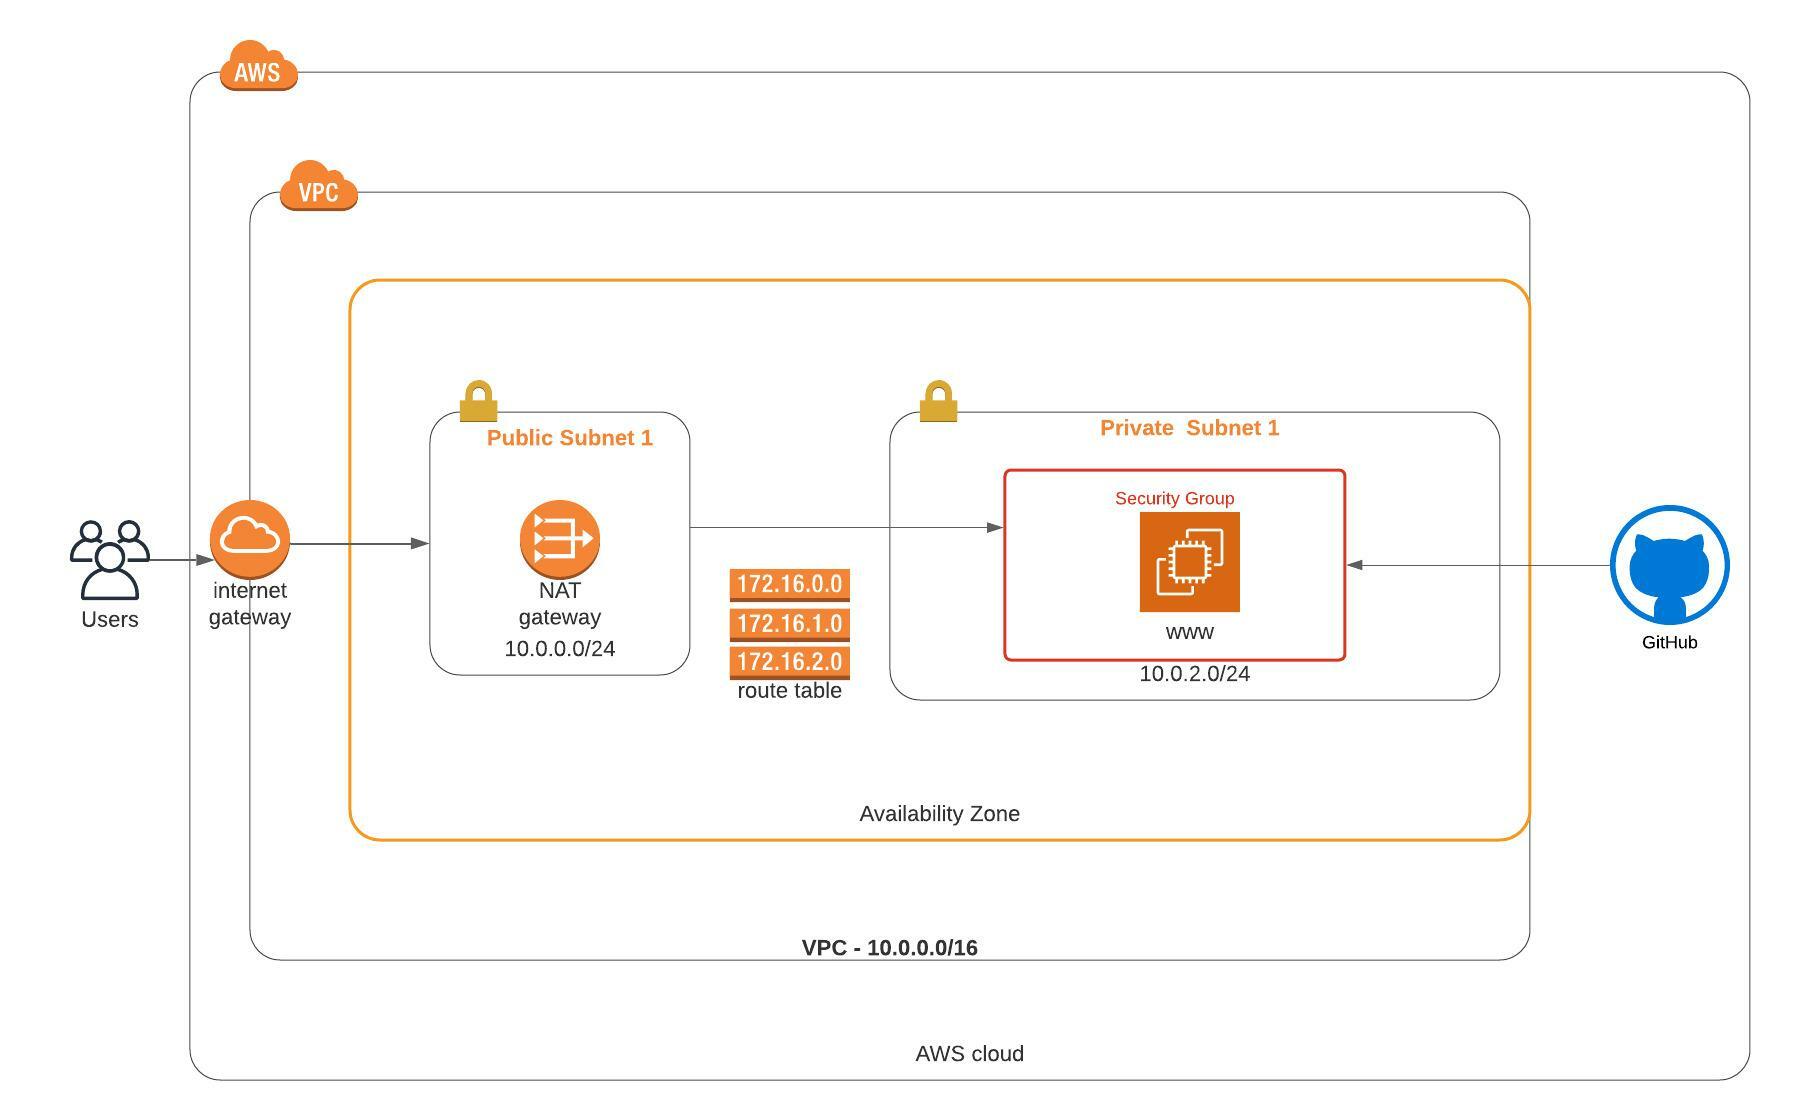 AWS
VPC
Public Subnet 1
Private  Subnet 1
Security Group
172.16.0.0
172.16.1.0
172.16.2.0
route table
internet
gateway
NAT
gateway
10.0.0.0/24
Users
www
10.0.2.0/24
GitHub
Availability Zone
VPC - 10.0.0.0/16
AWS cloud